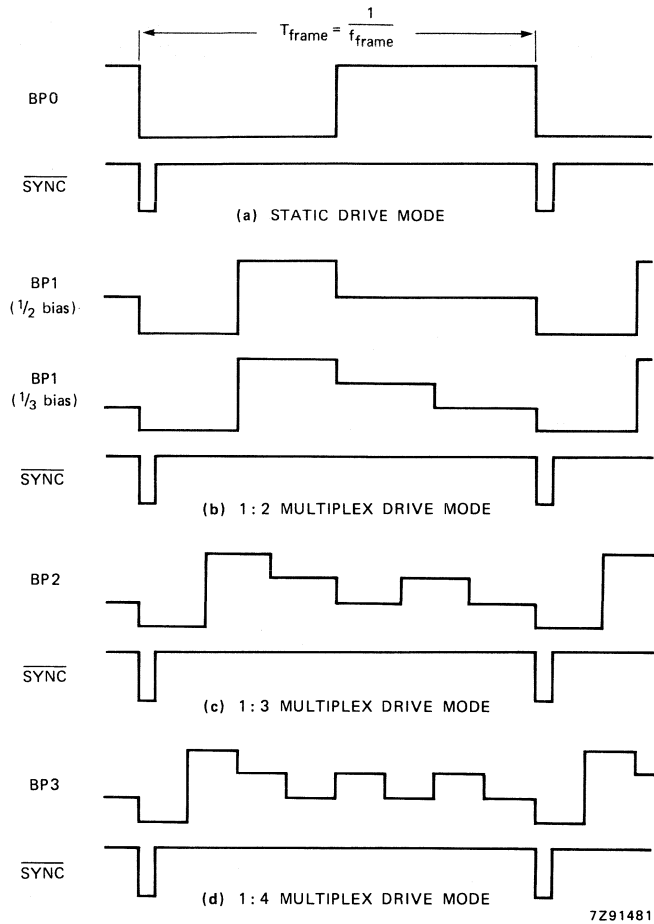 T_frame = 1 / f_frame
BP0
SYNC
(a) STATIC DRIVE MODE
BP1
(1/2 bias)
BP1
(1/3 bias)
SYNC
(b) 1:2 MULTIPLEX DRIVE MODE
BP2
SYNC
(c) 1:3 MULTIPLEX DRIVE MODE
BP3
SYNC
(d) 1:4 MULTIPLEX DRIVE MODE
7Z91481